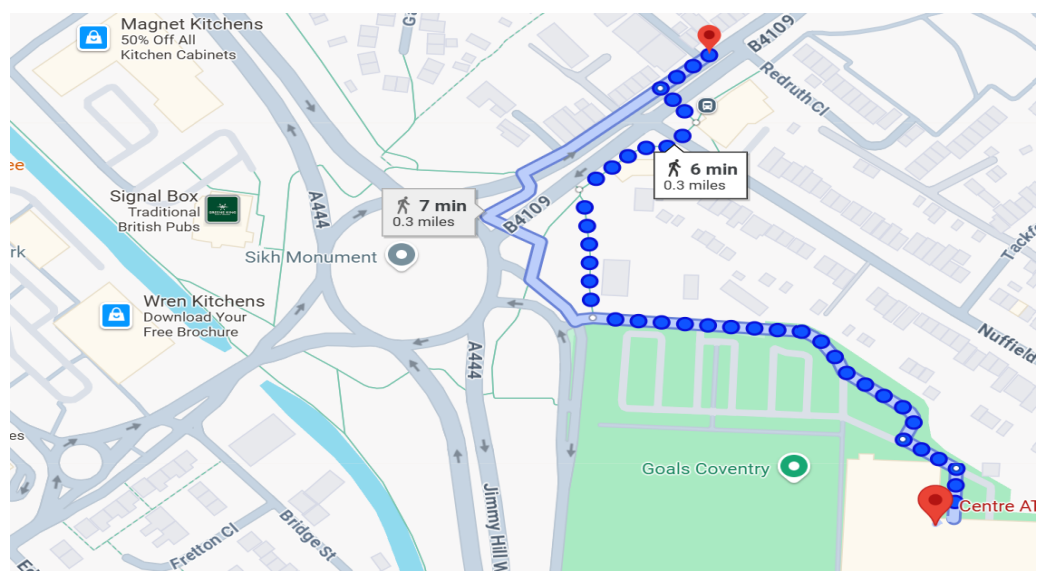 Magnet Kitchens
50% Off All
Kitchen Cabinets
B4109
Redruth Cl
6 min
0.3 miles
A444
Signal Box
Traditional
British Pubs
7 min
0.3 miles
B4109
Sikh Monument
Wren Kitchens
Download Your
Free Brochure
A444
Nuffield
Goals Coventry
Centre AT
Jimmy Hill W
Bridge St
Fretton Cl